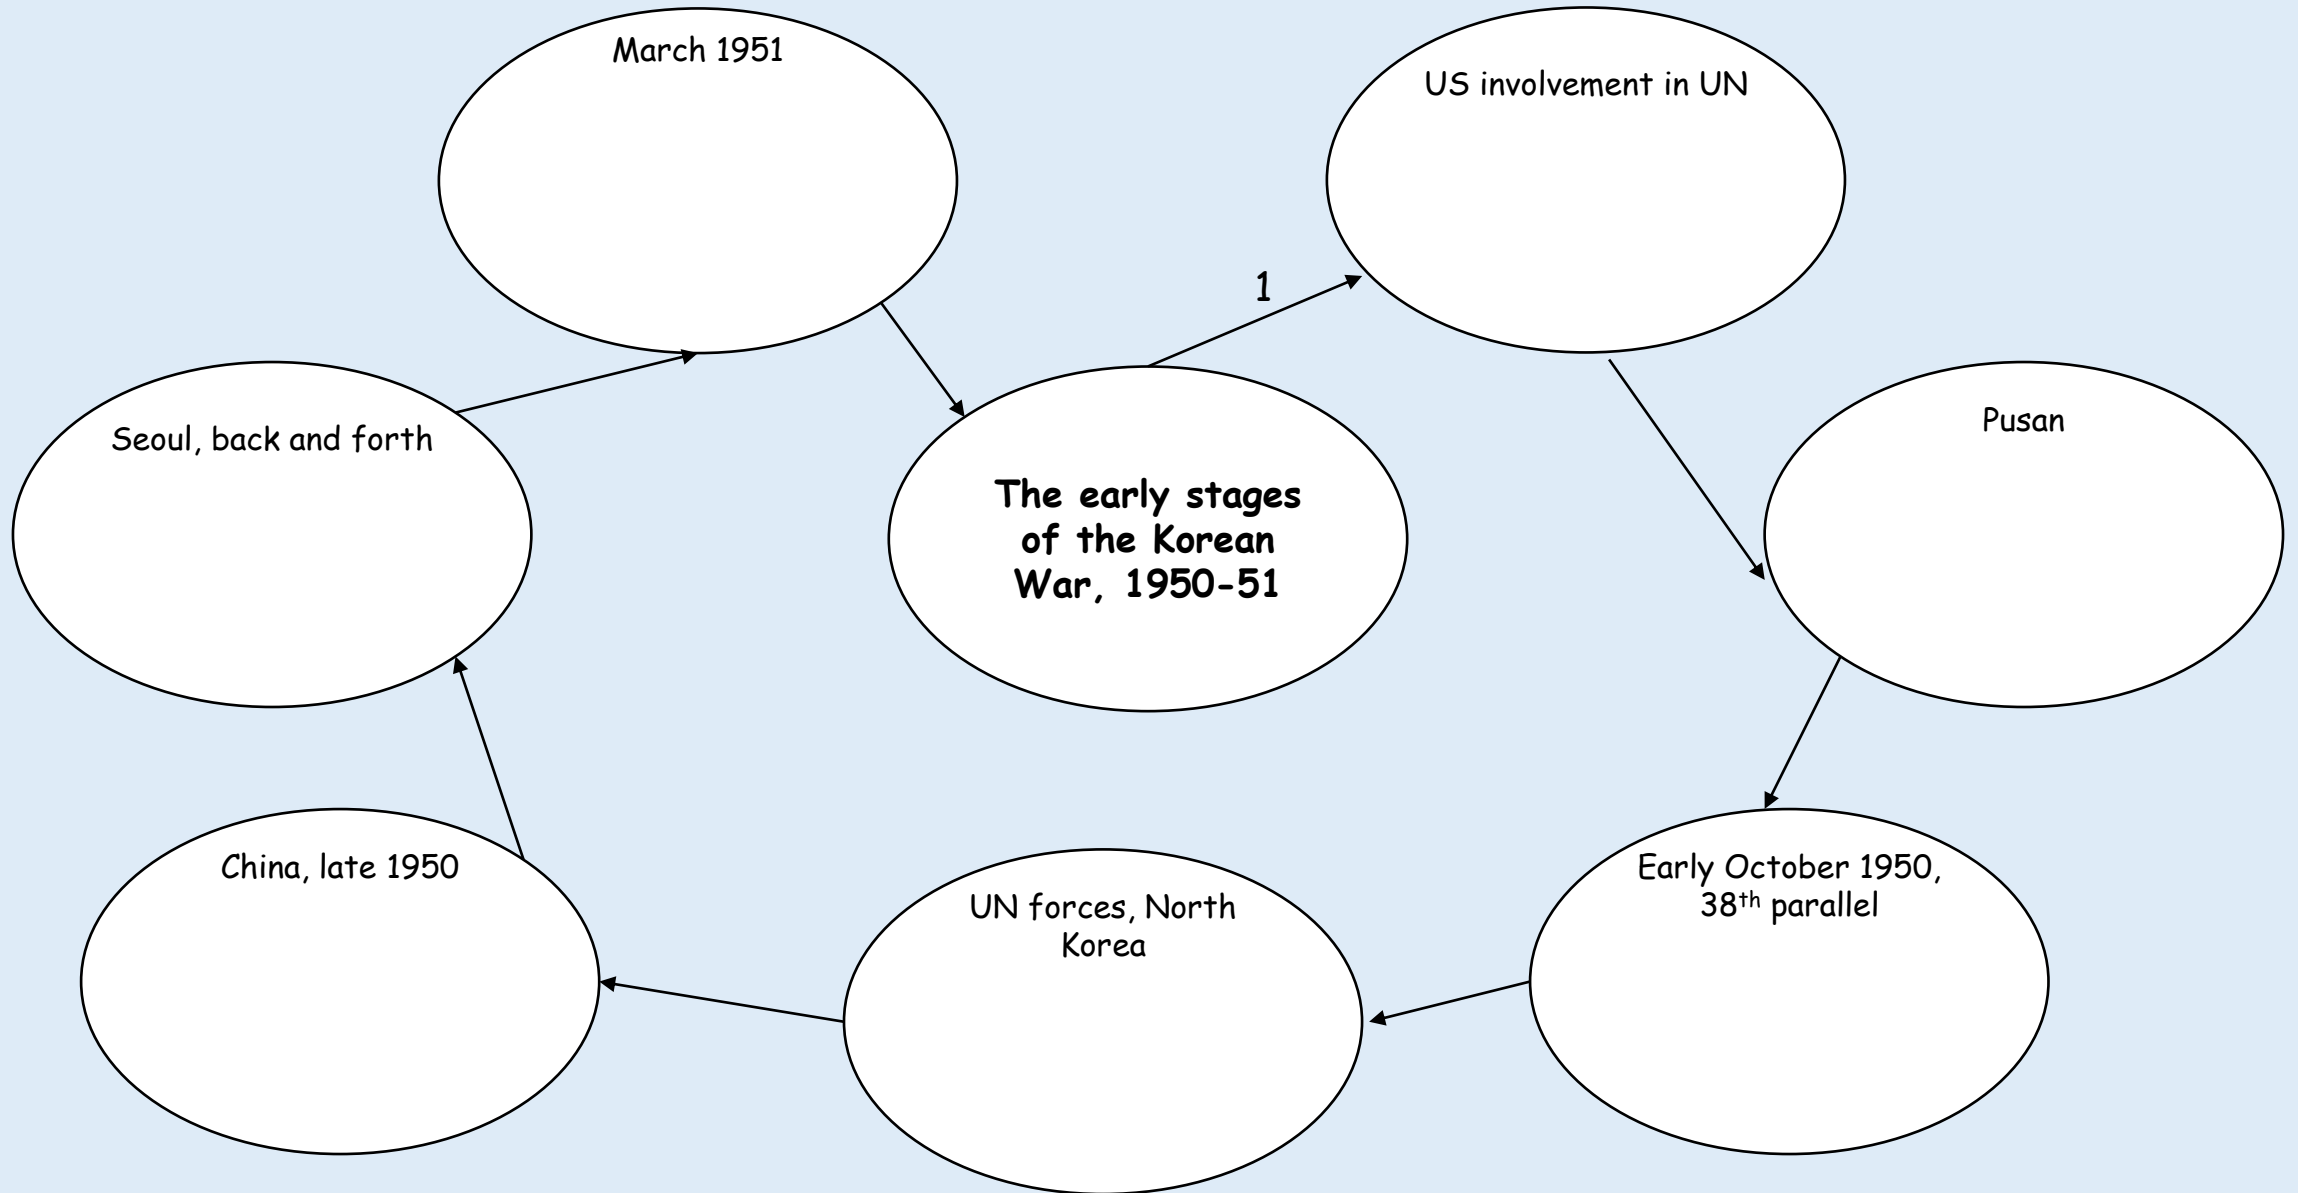 March 1951
US involvement in UN
1
Seoul, back and forth
Pusan
The early stages
of the Korean
War, 1950-51
China, late 1950
UN forces, North
Korea
Early October 1950,
38th parallel